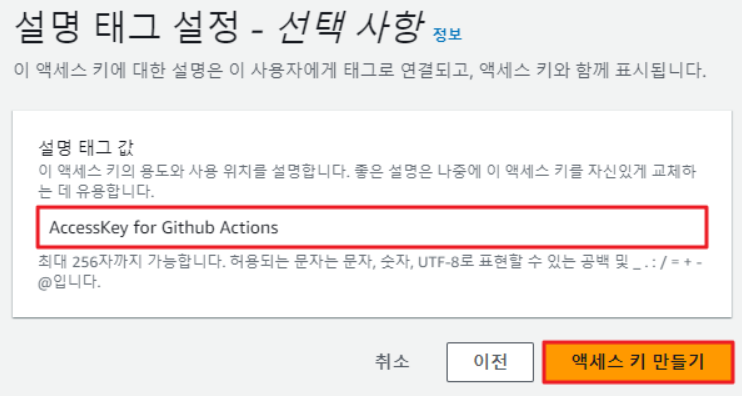 설명 태그 설정 - 선택 사항 정보
이 액세스 키에 대한 설명은 이 사용자에게 태그로 연결되고, 액세스 키와 함께 표시됩니다.
설명 태그 값
이 액세스 키의 용도와 사용 위치를 설명합니다. 좋은 설명은 나중에 이 액세스 키를 자신있게 교체하
는 데 유용합니다.
AccessKey for Github Actions
최대 256자까지 가능합니다. 허용되는 문자는 문자, 숫자, UTF-8로 표현할 수 있는 공백 및 _ . : / = + -
@입니다.
취소 이전 액세스 키 만들기